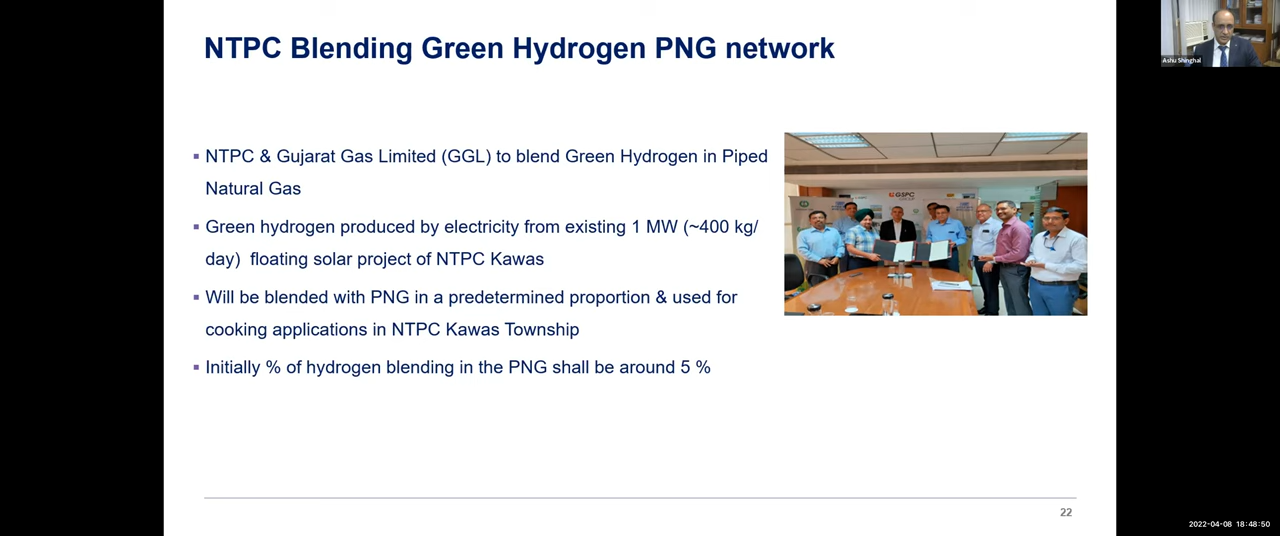 NTPC Blending Green Hydrogen PNG network
Ashu Shinghal
▪ NTPC & Gujarat Gas Limited (GGL) to blend Green Hydrogen in Piped
Natural Gas
▪ Green hydrogen produced by electricity from existing 1 MW (~400 kg/
day) floating solar project of NTPC Kawas
▪ Will be blended with PNG in a predetermined proportion & used for
cooking applications in NTPC Kawas Township
▪ Initially % of hydrogen blending in the PNG shall be around 5 %
GSPC
GROUP
22
2022-04-08 18:48:50